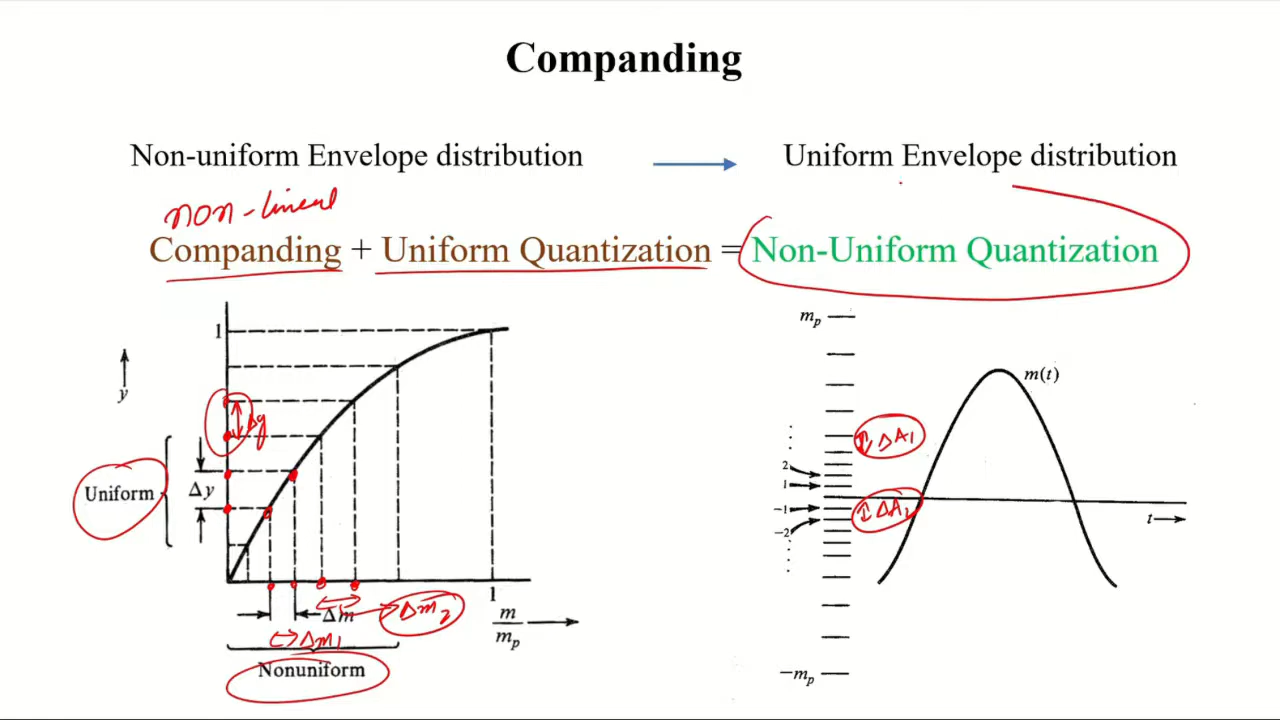 Companding
Non-uniform Envelope distribution → Uniform Envelope distribution
non-linear
Companding + Uniform Quantization = Non-Uniform Quantization
1
y
Δy
Uniform
Δy
Δm
Δm₂
Δm₁
Nonuniform
1
m
mₚ
mₚ
m(t)
ΔA₁
2
1
-1
-2
ΔA₁
t
-mₚ